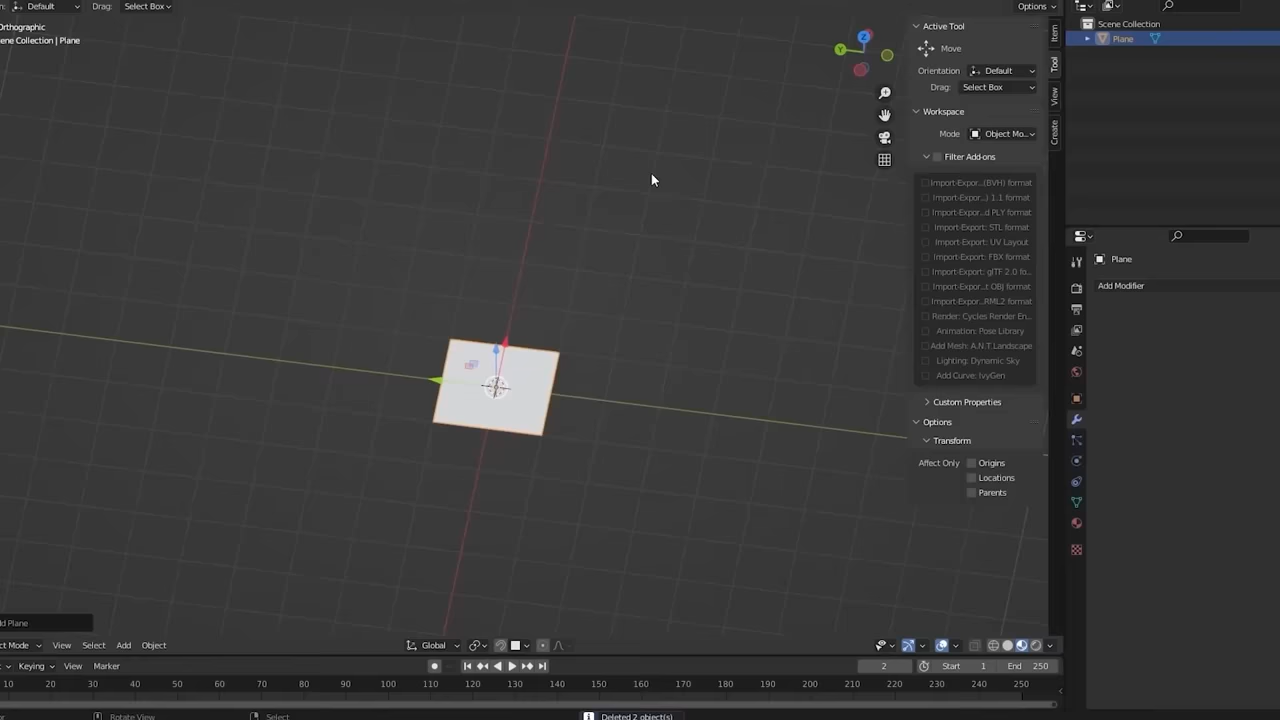 Default Drag: Select Box Options
Orthographic
ene Collection | Plane
Active Tool
Move
Orientation Default
Drag: Select Box
Workspace
Mode Object Mo...
Filter Add-ons
Import-Expor...(BVH) format
Import-Expor...) 1.1 format
Import-Expor...d PLY format
Import-Export: STL format
Import-Export: UV Layout
Import-Export: FBX format
Import-Export: glTF 2.0 fo...
Import-Expor...t OBJ format
Import-Expor...RML2 format
Render: Cycles Render En...
Animation: Pose Library
Add Mesh: A.N.T.Landscape
Lighting: Dynamic Sky
Add Curve: IvyGen
Custom Properties
Options
Transform
Affect Only Origins
Locations
Parents
Item
Tool
View
Create
Z
Y
Scene Collection
Plane
Plane
Add Modifier
d Plane
ct Mode View Select Add Object Global
Keying View Marker 2 Start 1 End 250
10 20 30 40 50 60 70 80 90 100 110 120 130 140 150 160 170 180 190 200 210 220 230 240 250
Rotate View Select Deleted 2 object(s)